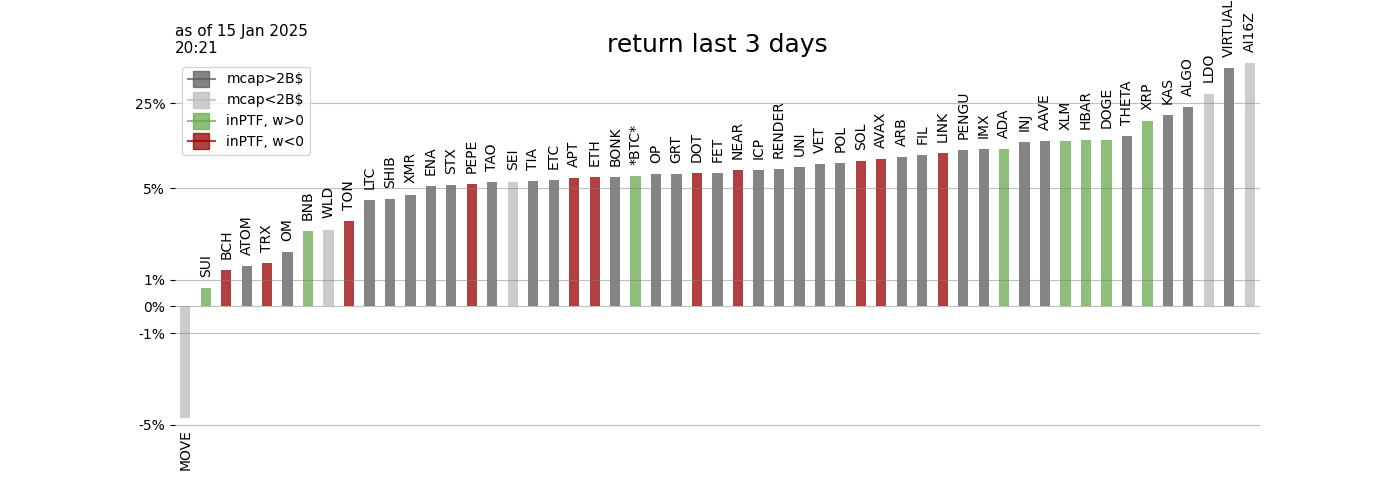 as of 15 Jan 2025
20:21
return last 3 days
mcap>2B$
mcap<2B$
inPTF, w>0
inPTF, w<0
25%
5%
1%
0%
-1%
-5%
MOVE
SUI
BCH
ATOM
TRX
OM
BNB
WLD
TON
LTC
SHIB
XMR
ENA
STX
PEPE
TAO
SEI
TIA
ETC
APT
ETH
BONK
*BTC*
OP
GRT
DOT
FET
NEAR
ICP
RENDER
UNI
VET
POL
SOL
AVAX
ARB
FIL
LINK
PENGU
IMX
ADA
INJ
AAVE
XLM
HBAR
DOGE
THETA
XRP
KAS
ALGO
LDO
VIRTUAL
AI16Z